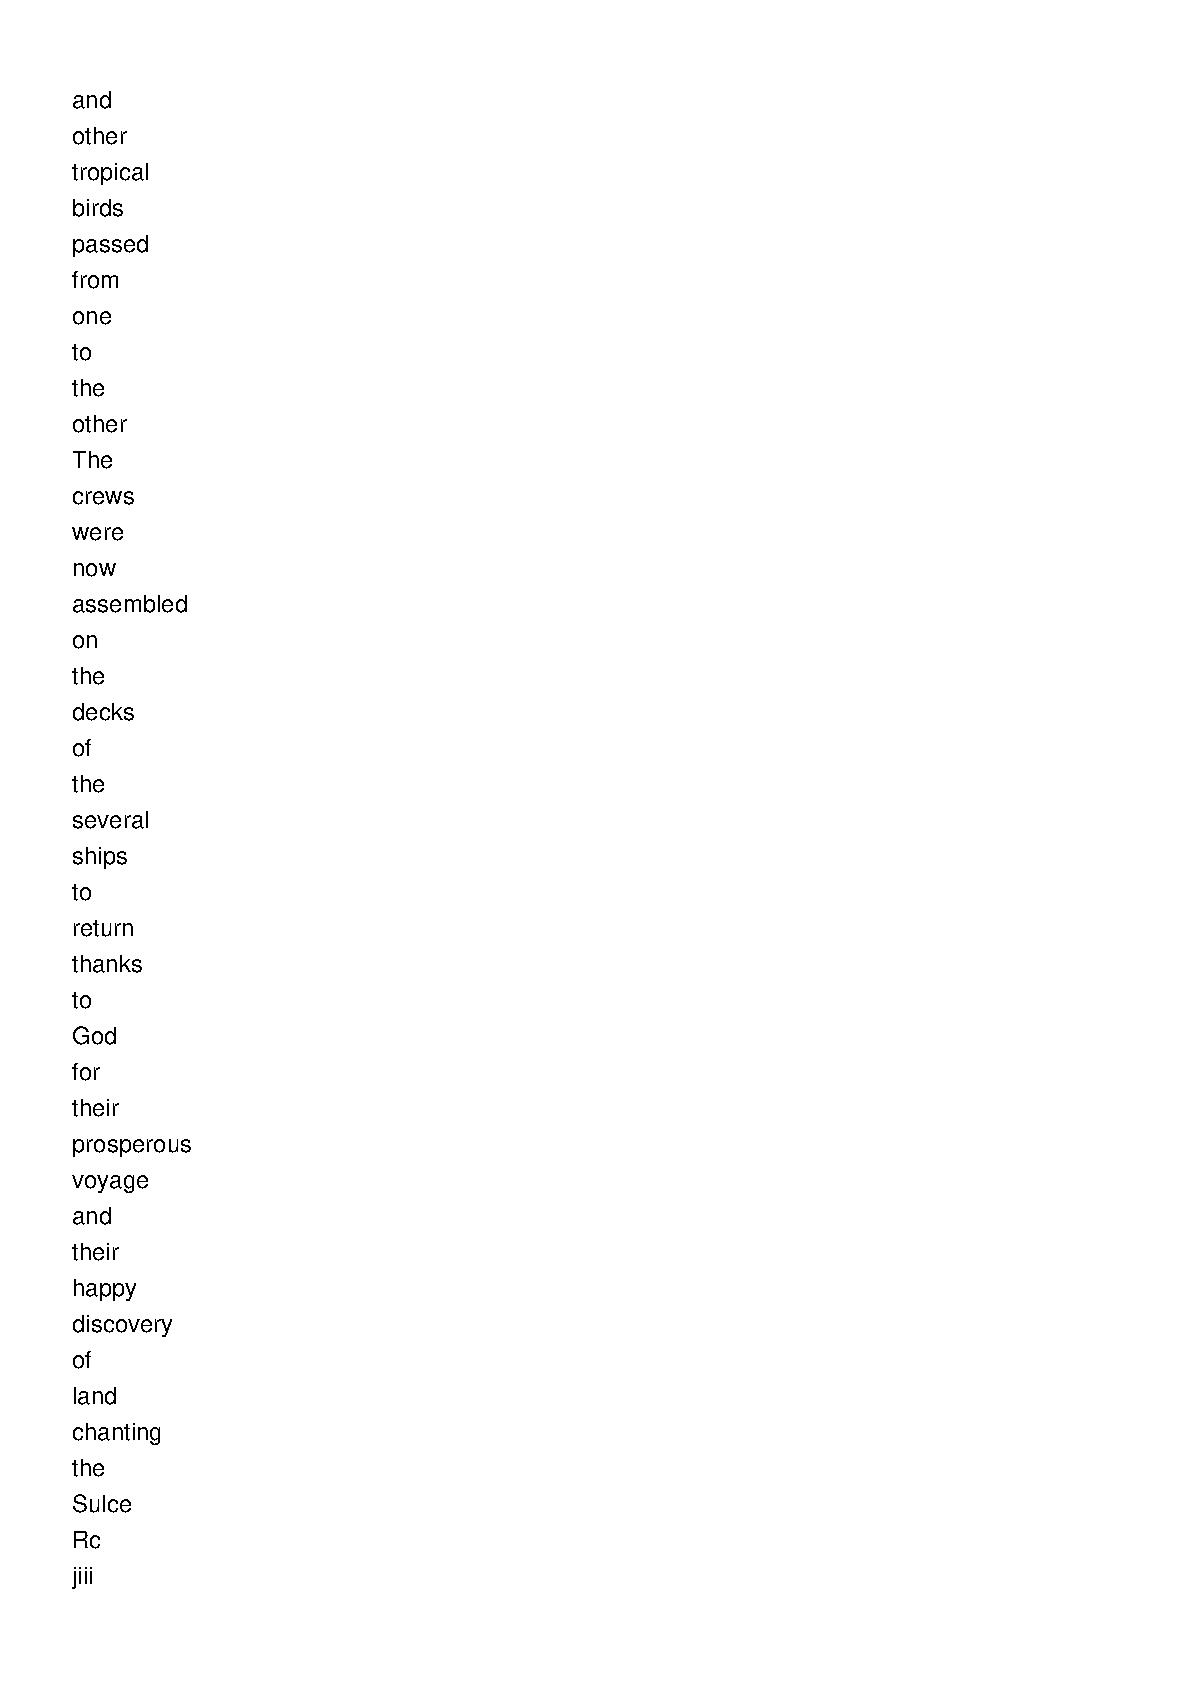 and
other
tropical
birds
passed
from
one
to
the
other
The
crews
were
now
assembled
on
the
decks
of
the
several
ships
to
return
thanks
to
God
for
their
prosperous
voyage
and
their
happy
discovery
of
land
chanting
the
Sulce
Rc
jiii